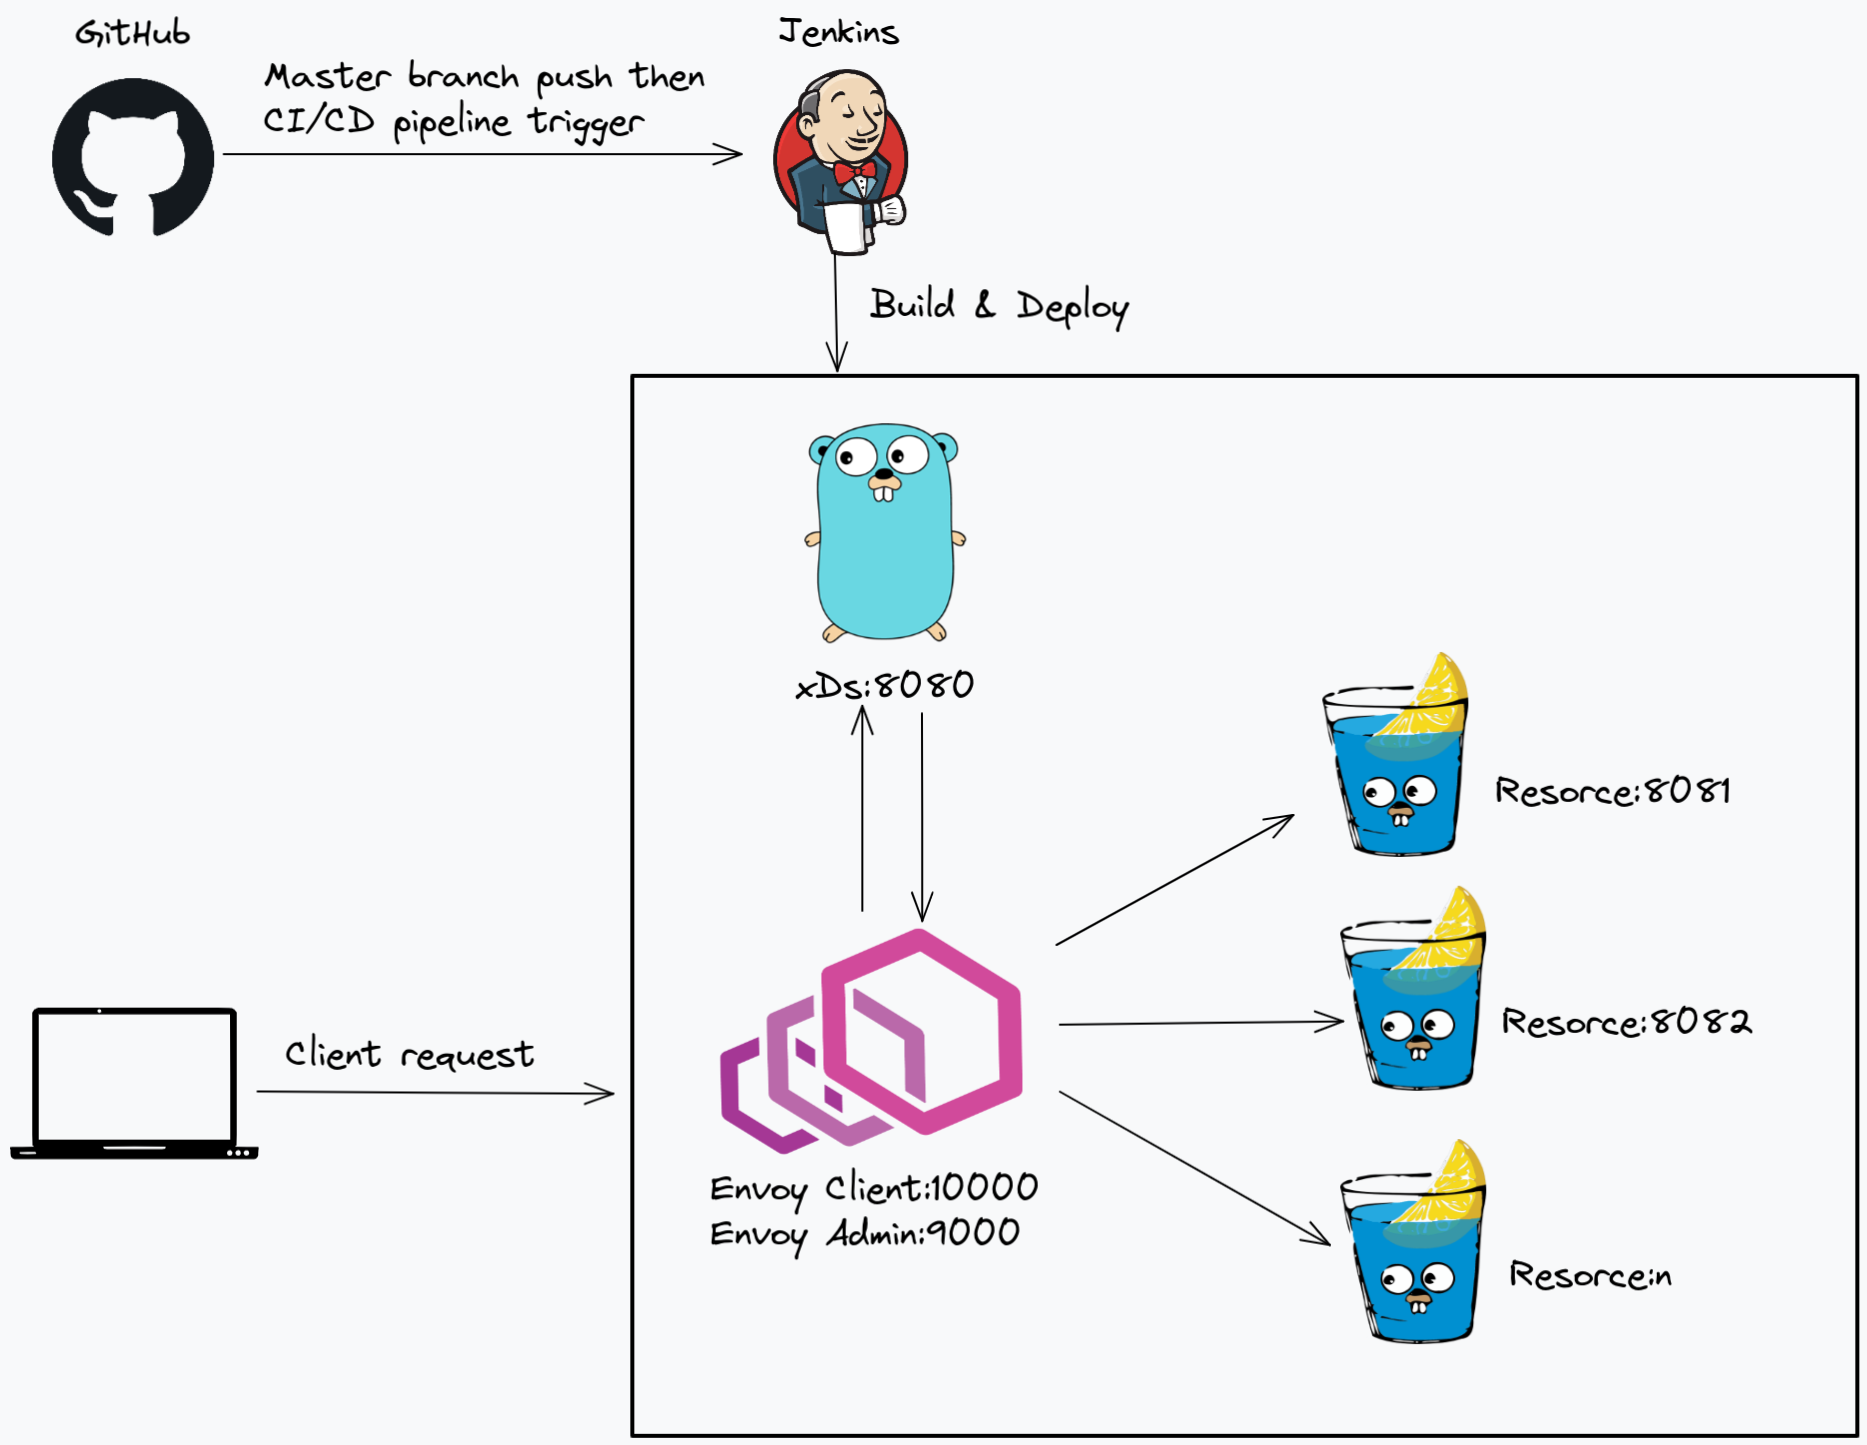 GitHub
Jenkins
Master branch push then
CI/CD pipeline trigger
Build & Deploy
xDs:8080
Resorce:8081
Resorce:8082
Client request
Envoy Client:10000
Envoy Admin:9000
Resorce:n